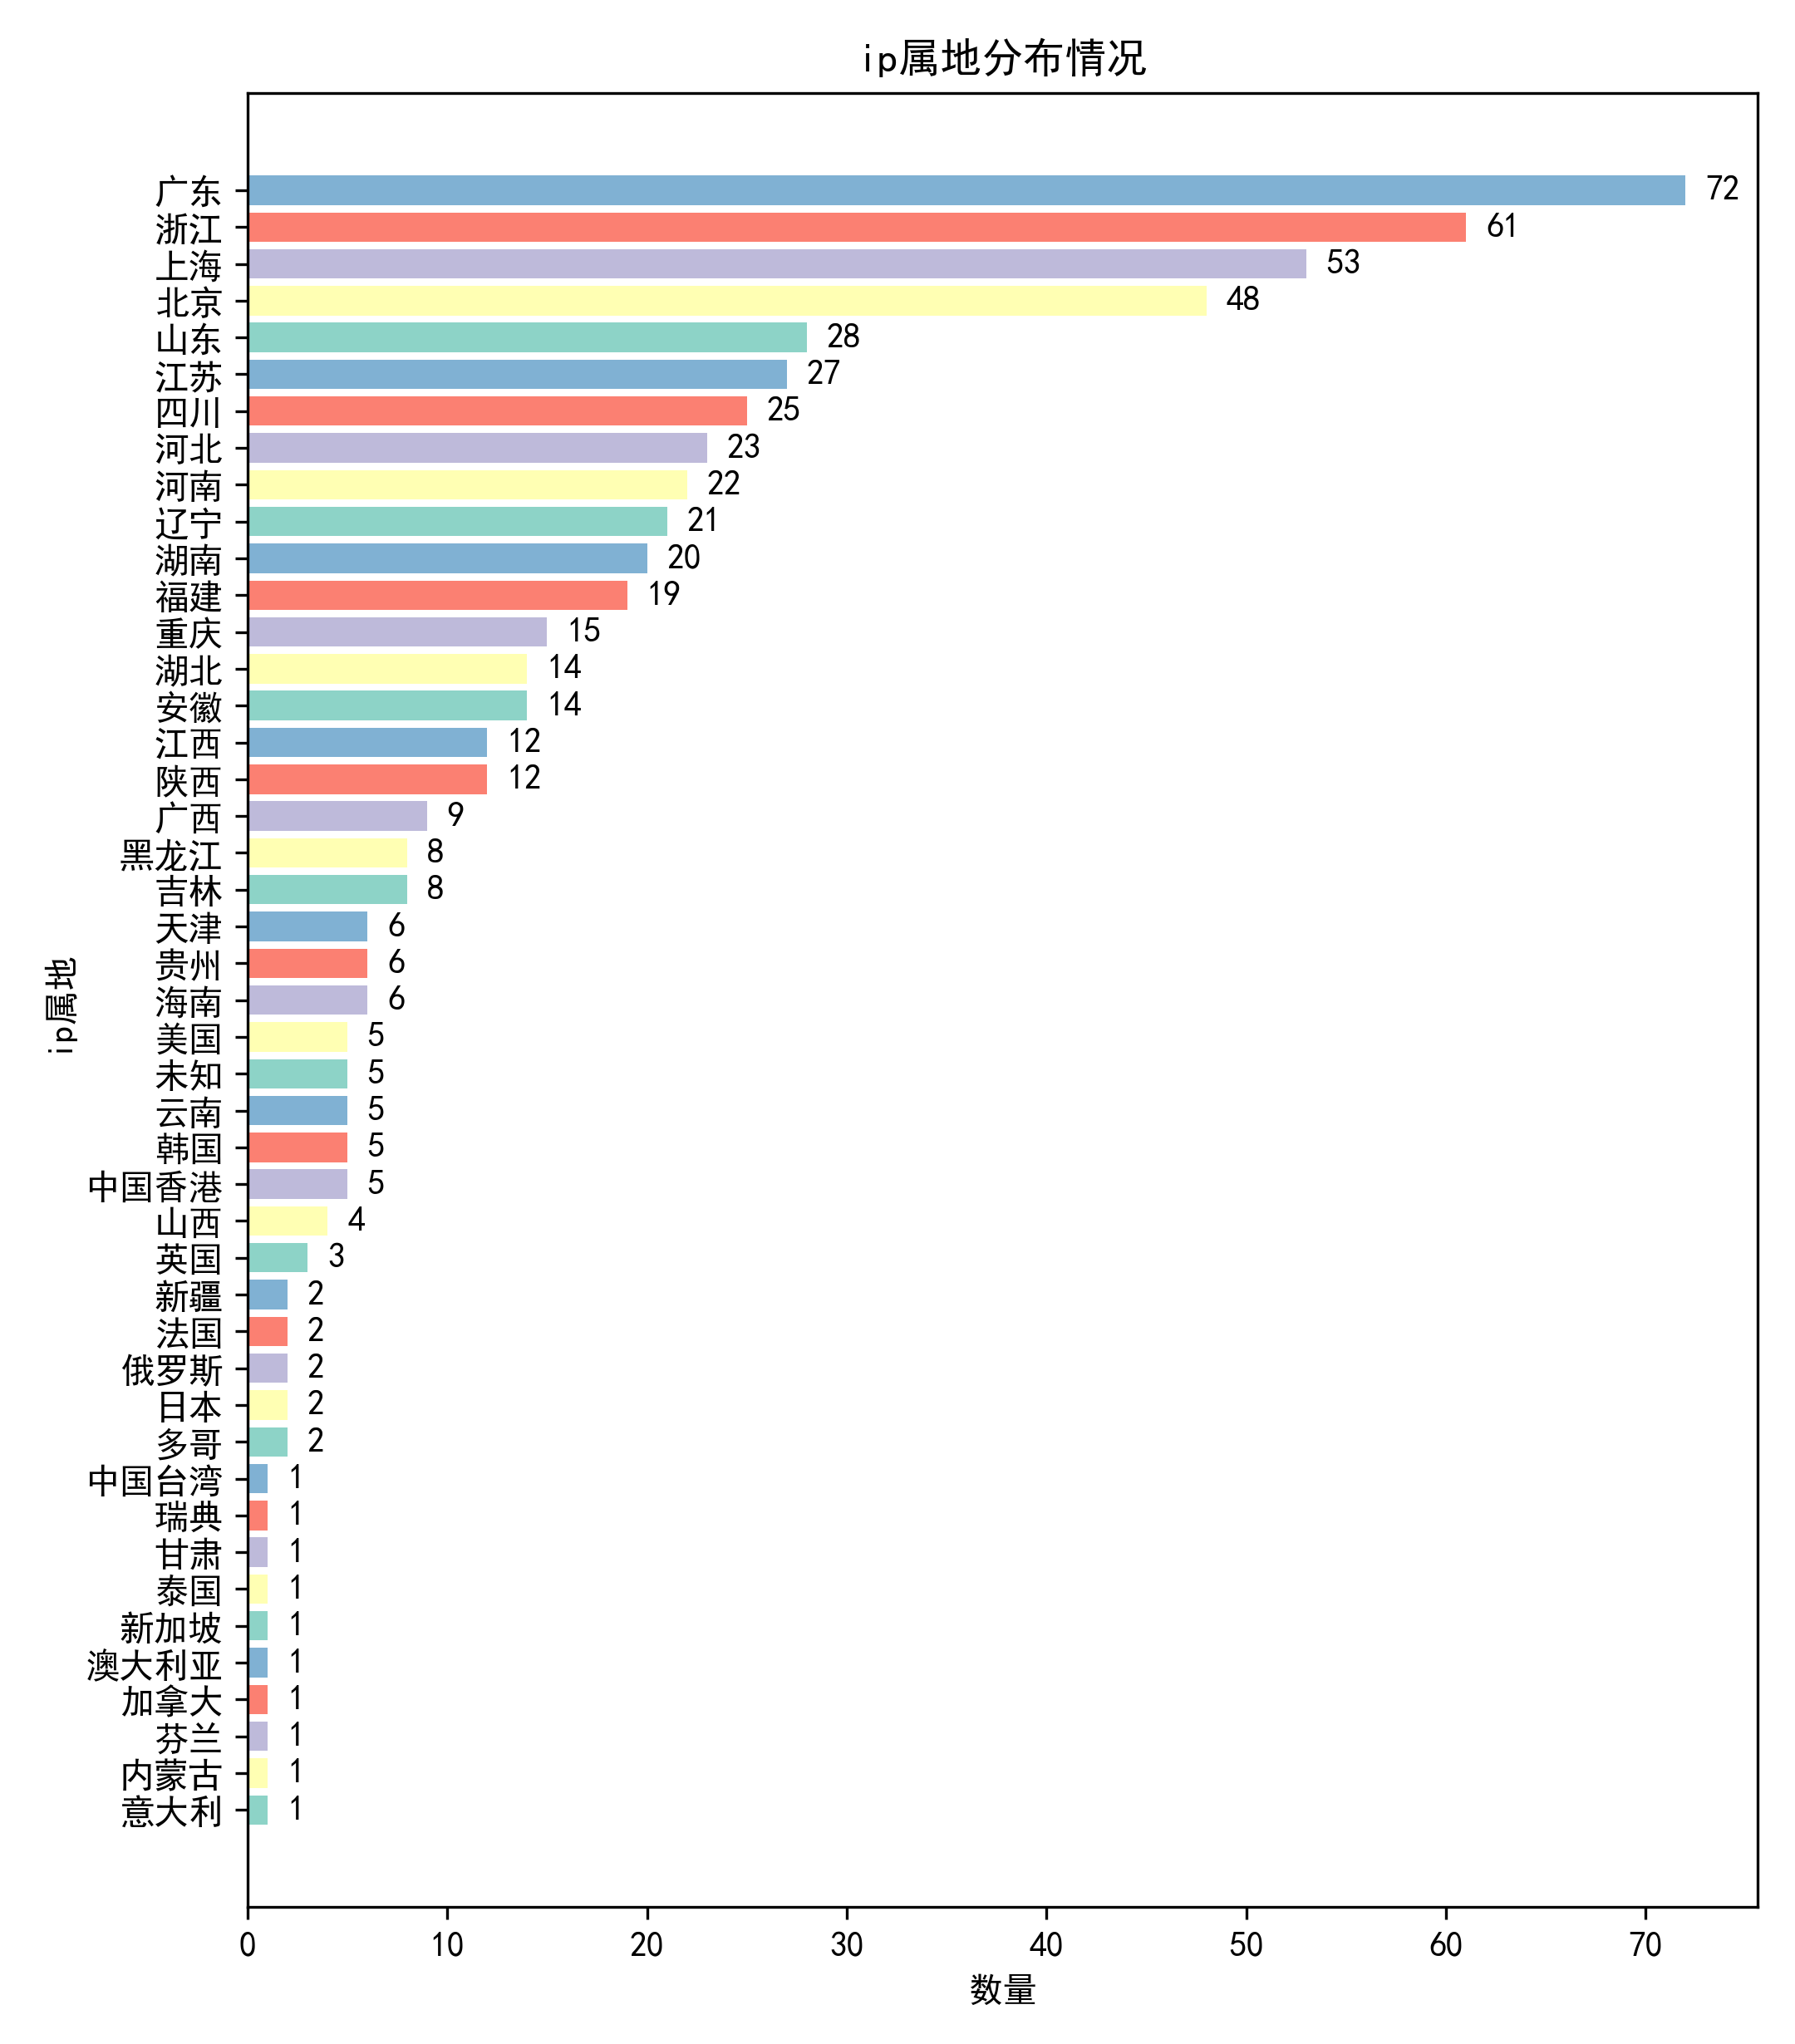 ip属地分布情况
广东 72
浙江 61
上海 53
北京 48
山东 28
江苏 27
四川 25
河北 23
河南 22
辽宁 21
湖南 20
福建 19
重庆 15
湖北 14
安徽 14
江西 12
陕西 12
广西 9
黑龙江 8
吉林 8
天津 6
贵州 6
海南 6
美国 5
未知 5
云南 5
韩国 5
中国香港 5
山西 4
英国 3
新疆 2
法国 2
俄罗斯 2
日本 2
多哥 2
中国台湾 1
瑞典 1
甘肃 1
泰国 1
新加坡 1
澳大利亚 1
加拿大 1
芬兰 1
内蒙古 1
意大利 1
ip属地
0 10 20 30 40 50 60 70
数量